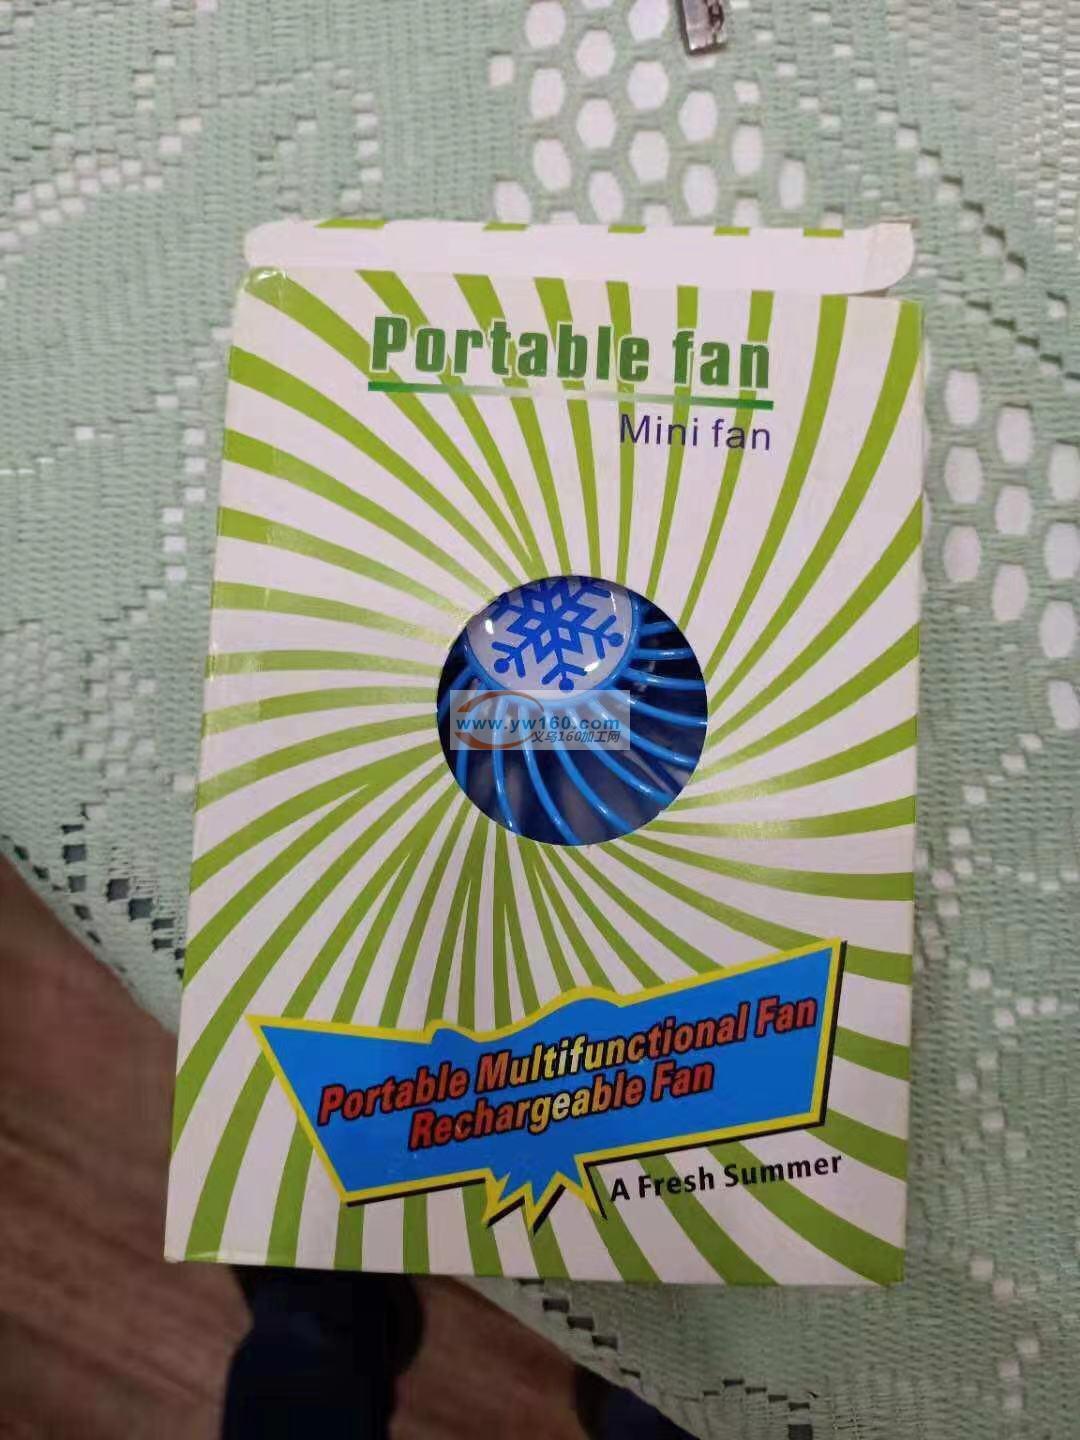 Portable fan
Mini fan
www.yw160.com
义乌160加工网
Portable Multifunctional Fan
Rechargeable Fan
A Fresh Summer